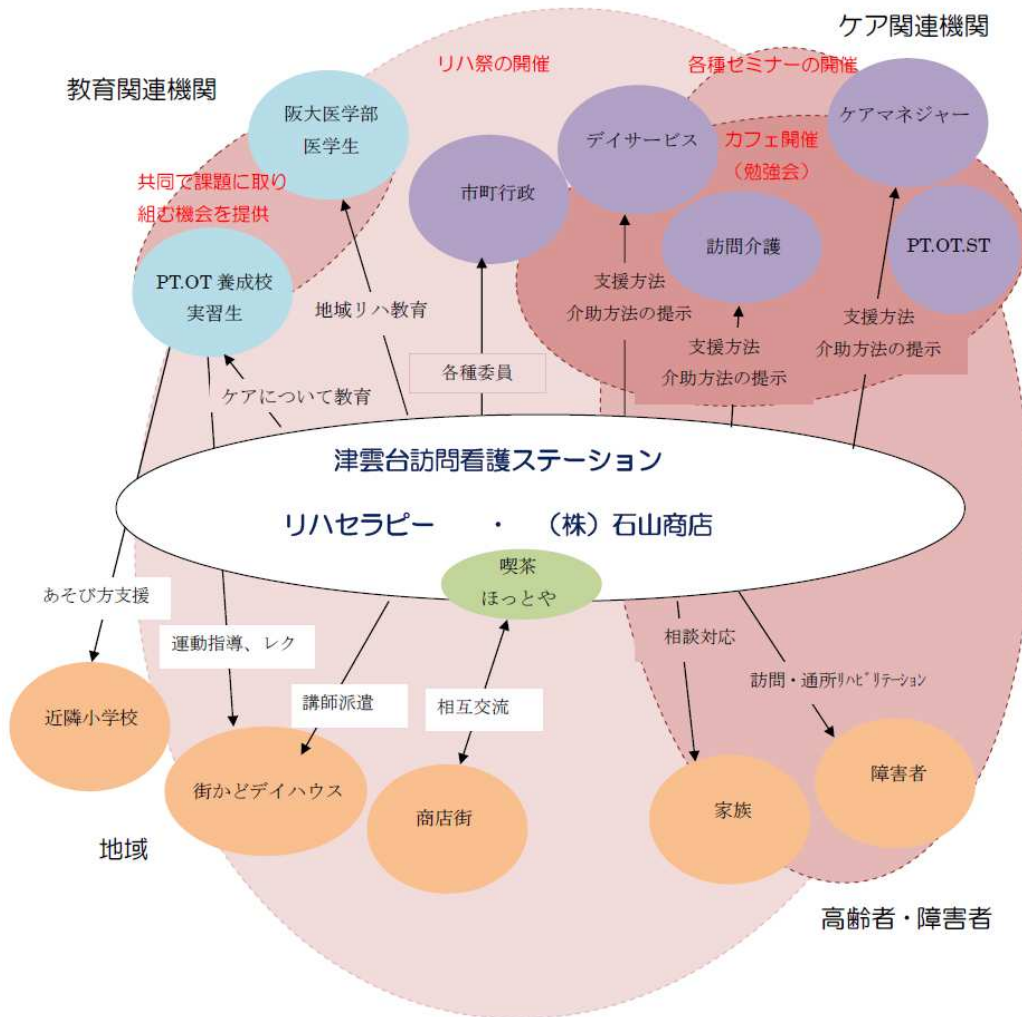 ケア関連機関
リハ祭の開催
各種セミナーの開催
教育関連機関
阪大医学部
医学生
デイサービス
ケアマネジャー
カフェ開催
（勉強会）
共同で課題に取り
組む機会を提供
市町行政
訪問介護
PT.OT.ST
PT.OT 養成校
実習生
地域リハ教育
支援方法
介助方法の提示
支援方法
介助方法の提示
支援方法
介助方法の提示
各種委員
ケアについて教育
津雲台訪問看護ステーション
リハセラピー ・ （株）石山商店
喫茶
ほっとや
あそび方支援
運動指導、レク
相談対応
訪問・通所ﾘﾊﾋﾞﾘﾃｰｼｮﾝ
講師派遣
相互交流
近隣小学校
街かどデイハウス
商店街
家族
障害者
地域
高齢者・障害者